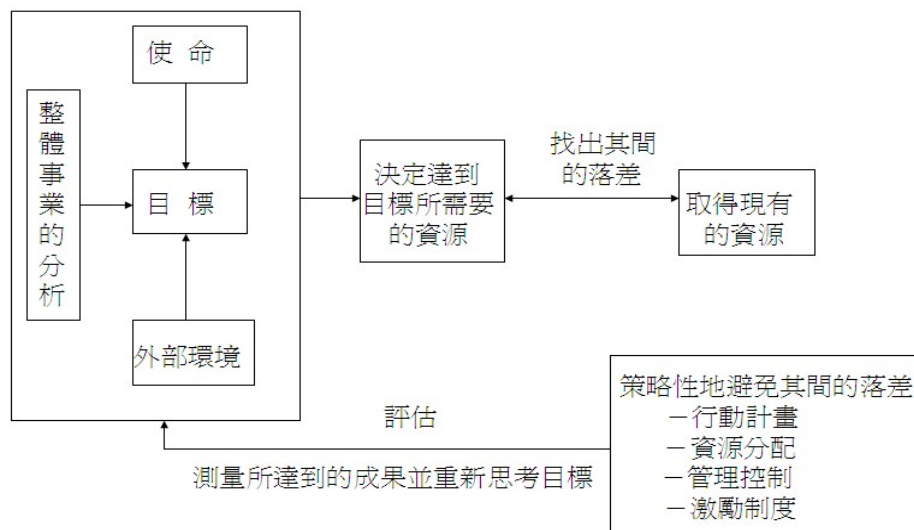 使 命
整體事業的分析
目 標
外部環境
決定達到
目標所需要
的資源
找出其間
的落差
取得現有
的資源
策略性地避免其間的落差
－行動計畫
－資源分配
－管理控制
－激勵制度
評估
測量所達到的成果並重新思考目標